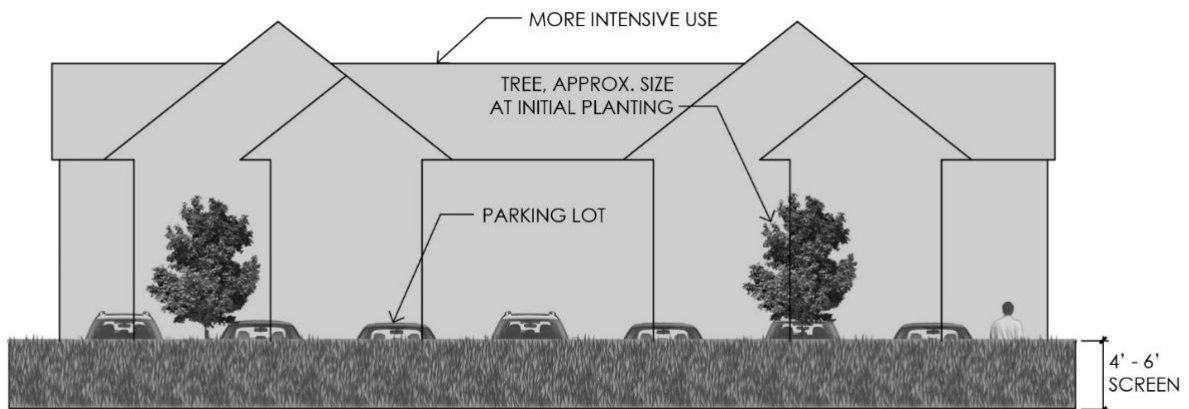 MORE INTENSIVE USE
TREE, APPROX. SIZE
AT INITIAL PLANTING
PARKING LOT
4' - 6'
SCREEN